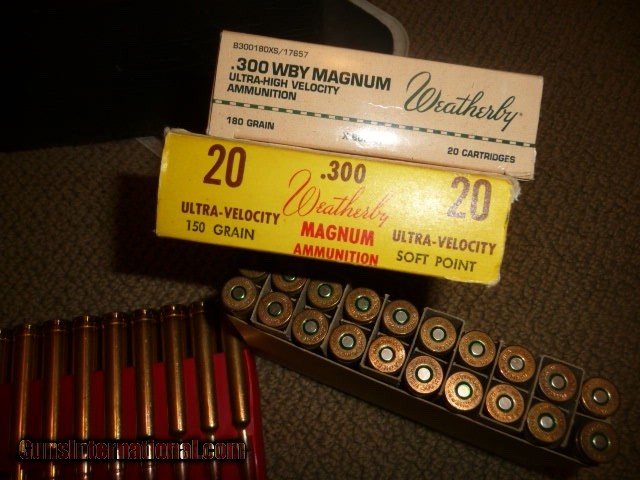 B300180XS/17657
.300 WBY MAGNUM
ULTRA-HIGH VELOCITY
AMMUNITION
Weatherby®
180 GRAIN
20 CARTRIDGES
20 .300 20
Weatherby
ULTRA-VELOCITY MAGNUM ULTRA-VELOCITY
150 GRAIN AMMUNITION SOFT POINT
GunsInternational.com